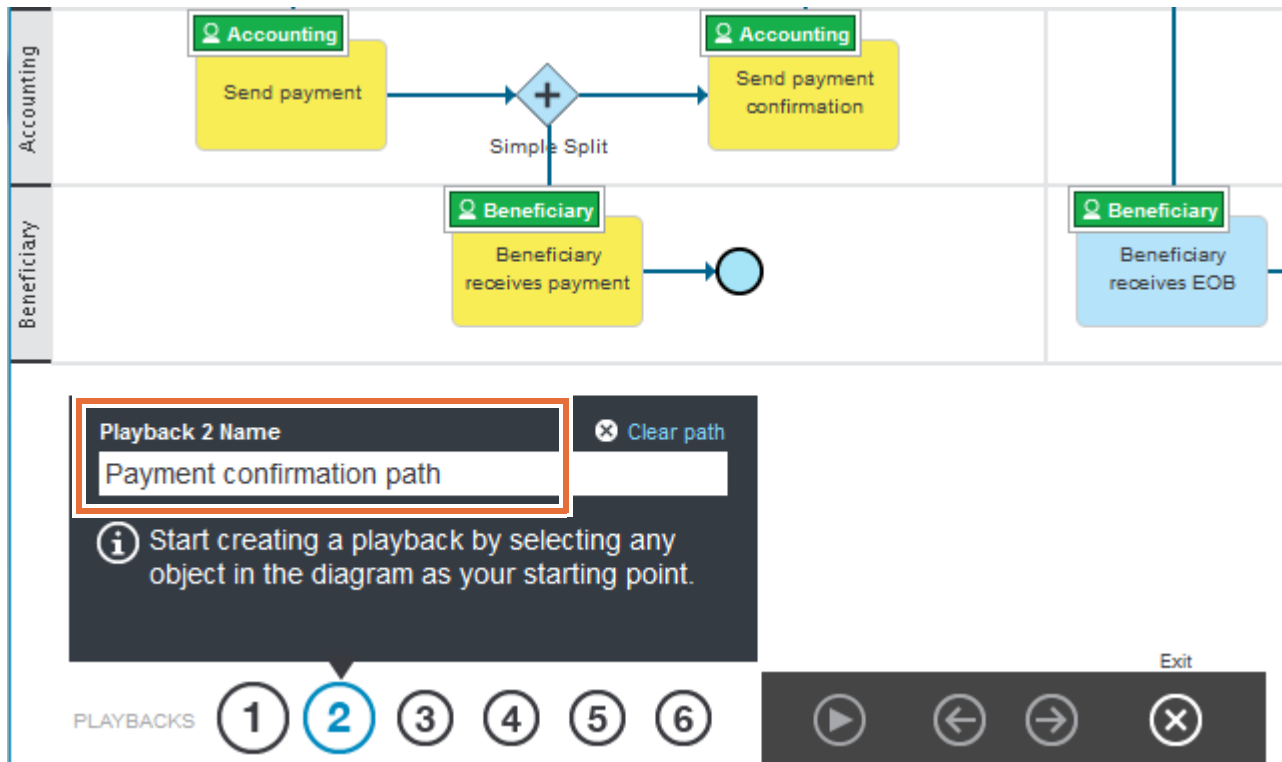 Accounting
Accounting
Accounting
Send payment
Send payment
confirmation
Simple Split
Beneficiary
Beneficiary
Beneficiary
Beneficiary
receives payment
Beneficiary
receives EOB
Playback 2 Name
Clear path
Payment confirmation path
Start creating a playback by selecting any
object in the diagram as your starting point.
Exit
PLAYBACKS 1 2 3 4 5 6